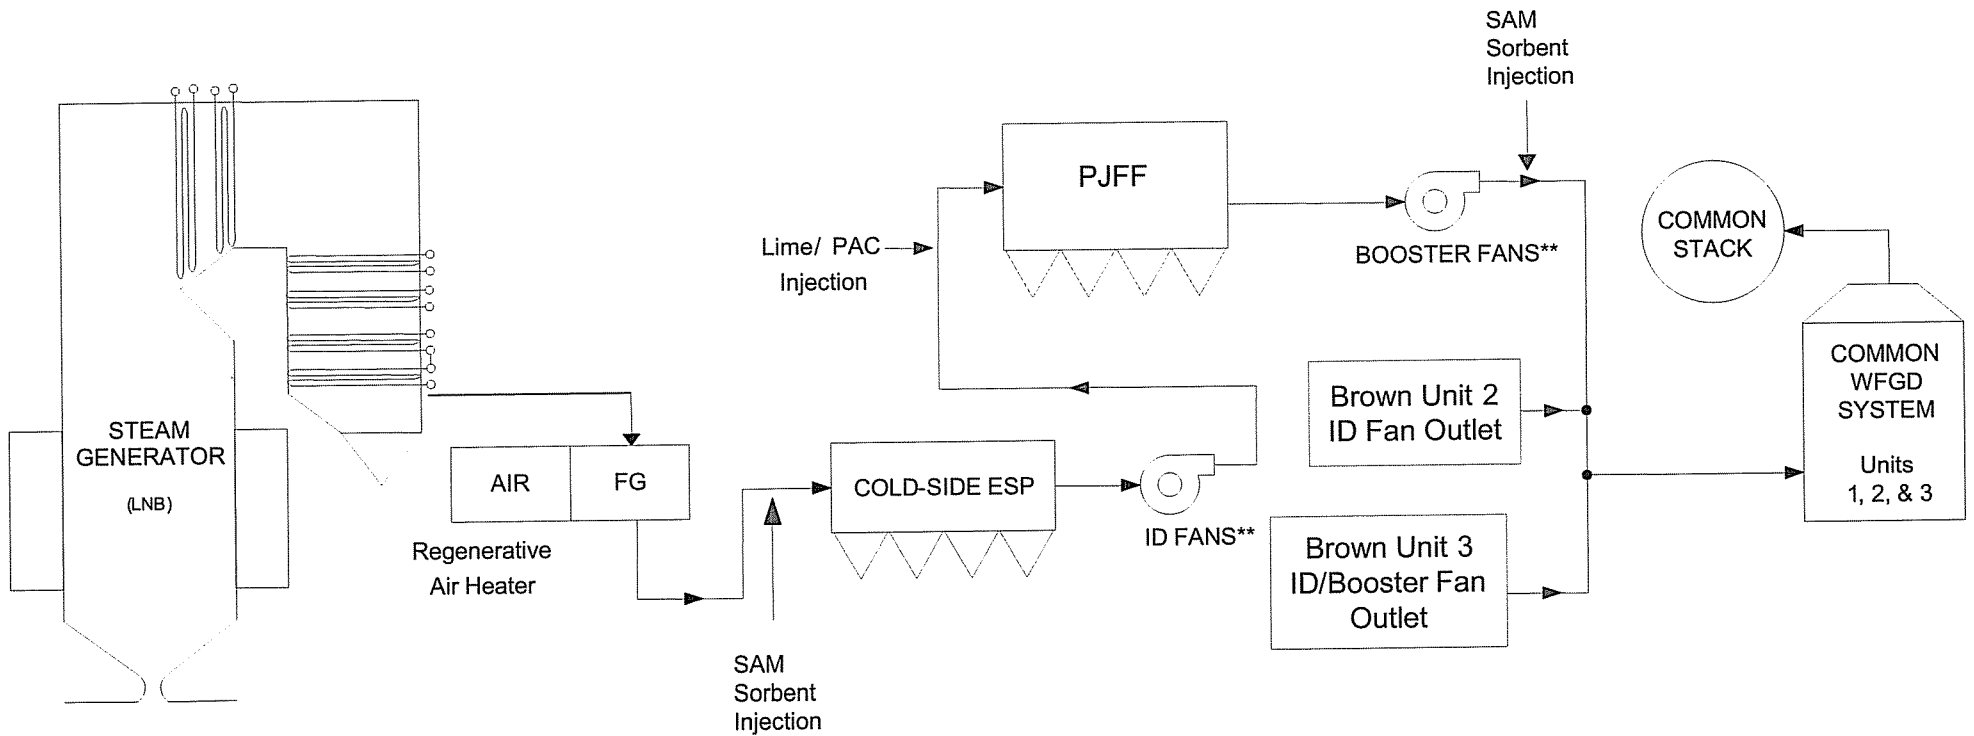 SAM
Sorbent
Injection
PJFF
Lime/ PAC
Injection
BOOSTER FANS**
COMMON
STACK
COMMON
WFGD
SYSTEM
Units
1, 2, & 3
Brown Unit 2
ID Fan Outlet
STEAM
GENERATOR
(LNB)
AIR
FG
COLD-SIDE ESP
ID FANS**
Regenerative
Air Heater
Brown Unit 3
ID/Booster Fan
Outlet
SAM
Sorbent
Injection